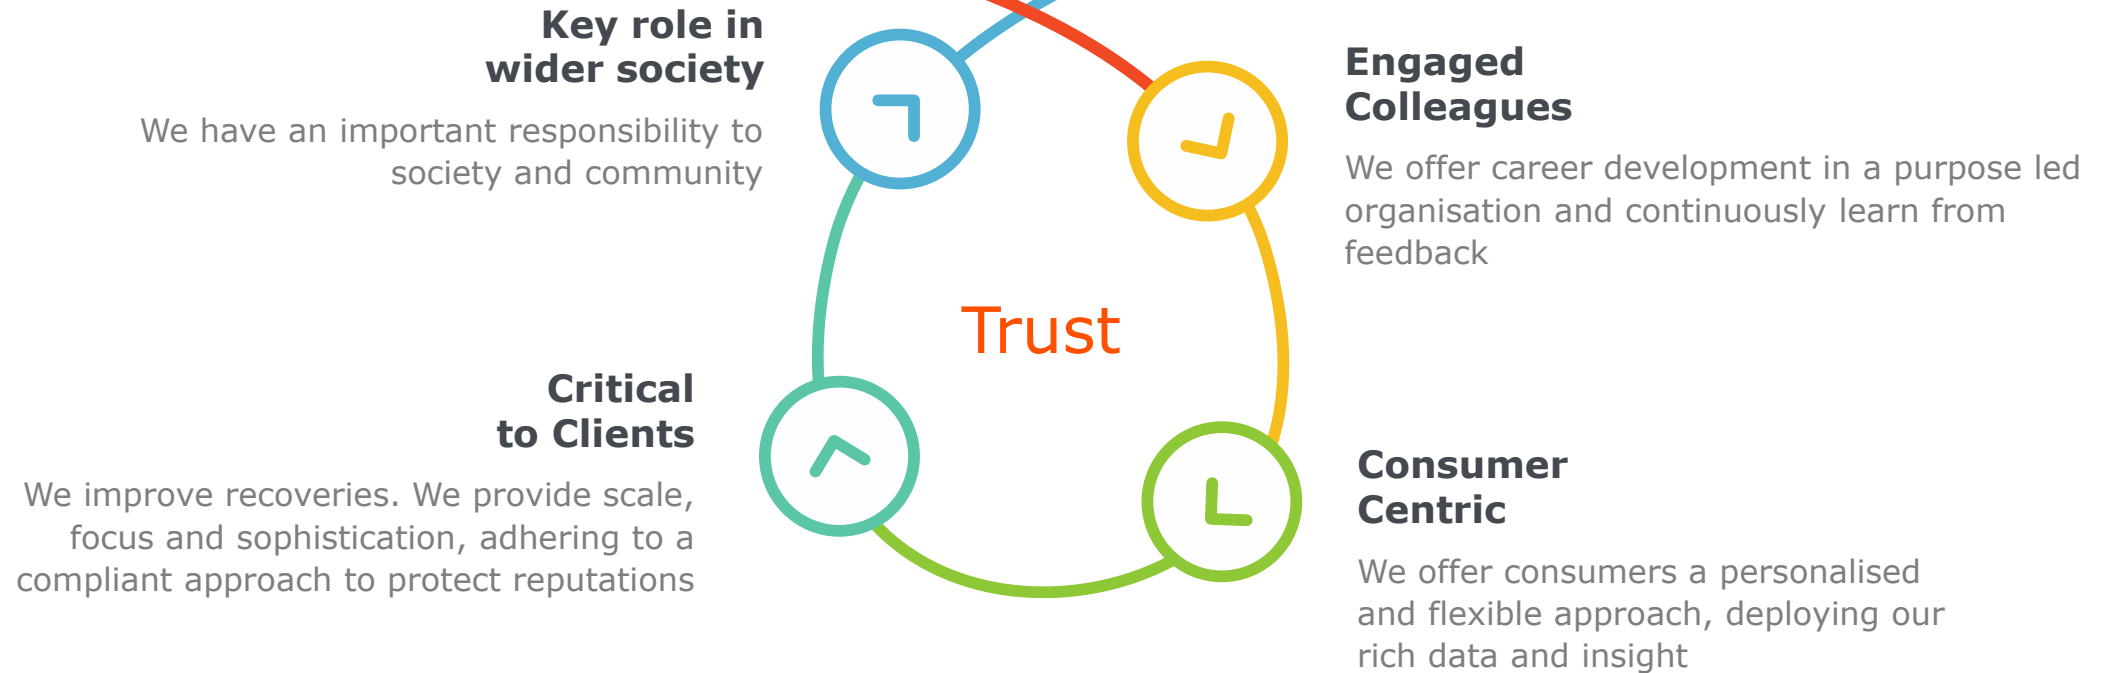 Key role in
wider society
We have an important responsibility to
society and community
Engaged
Colleagues
We offer career development in a purpose led
organisation and continuously learn from
feedback
Trust
Critical
to Clients
We improve recoveries. We provide scale,
focus and sophistication, adhering to a
compliant approach to protect reputations
Consumer
Centric
We offer consumers a personalised
and flexible approach, deploying our
rich data and insight